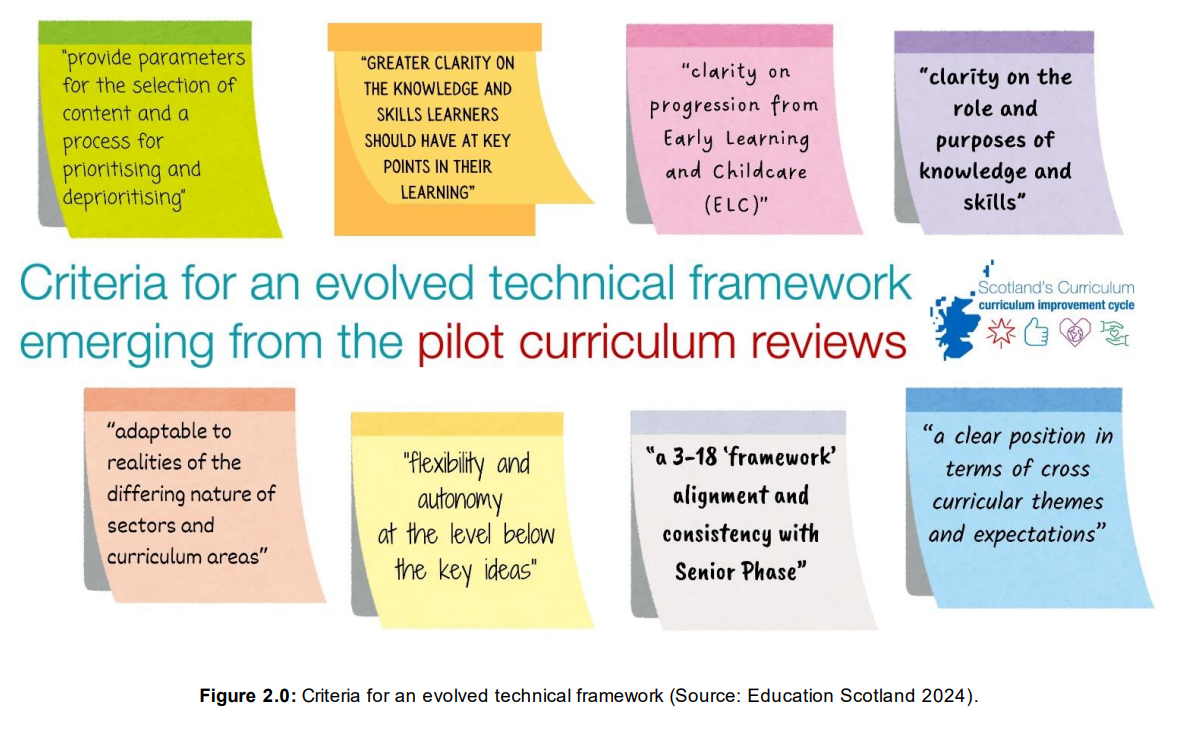 "provide parameters
for the selection of
content and a
process for
prioritising and
deprioritising"
"GREATER CLARITY ON
THE KNOWLEDGE AND
SKILLS LEARNERS
SHOULD HAVE AT KEY
POINTS IN THEIR
LEARNING"
"clarity on
progression from
Early Learning
and Childcare
(ELC)"
"clarity on the
role and
purposes of
knowledge and
skills"
Criteria for an evolved technical framework
emerging from the pilot curriculum reviews
Scotland's Curriculum
curriculum improvement cycle
"adaptable to
realities of the
differing nature of
sectors and
curriculum areas"
"flexibility and
autonomy
at the level below
the key ideas"
"a 3-18 'framework'
alignment and
consistency with
Senior Phase"
"a clear position in
terms of cross
curricular themes
and expectations"
Figure 2.0: Criteria for an evolved technical framework (Source: Education Scotland 2024).